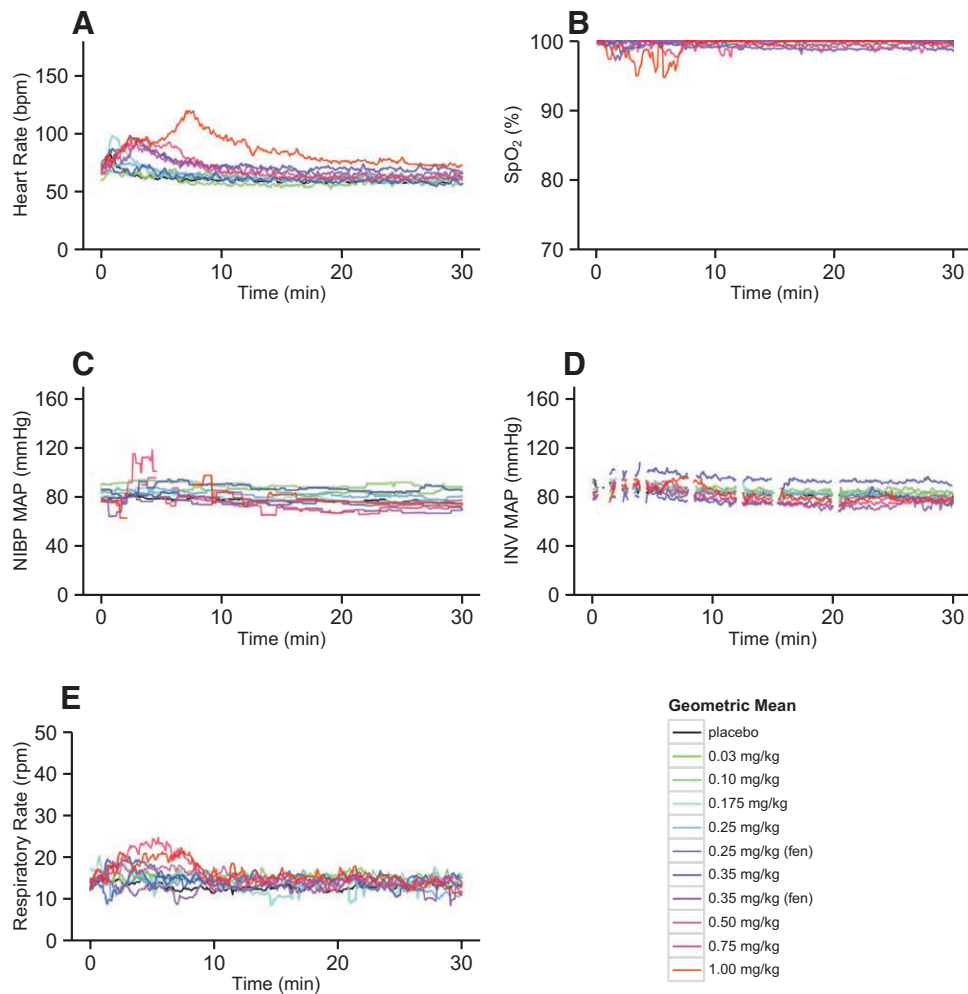 A
Heart Rate (bpm)
150
100
50
0
0 10 20 30
Time (min)
B
SpO2 (%)
100
90
80
70
0 10 20 30
Time (min)
C
NIBP MAP (mmHg)
160
120
80
40
0
0 10 20 30
Time (min)
D
INV MAP (mmHg)
160
120
80
40
0
0 10 20 30
Time (min)
E
Respiratory Rate (rpm)
50
40
30
20
10
0
0 10 20 30
Time (min)
Geometric Mean
placebo
0.03 mg/kg
0.10 mg/kg
0.175 mg/kg
0.25 mg/kg
0.25 mg/kg (fen)
0.35 mg/kg
0.35 mg/kg (fen)
0.50 mg/kg
0.75 mg/kg
1.00 mg/kg